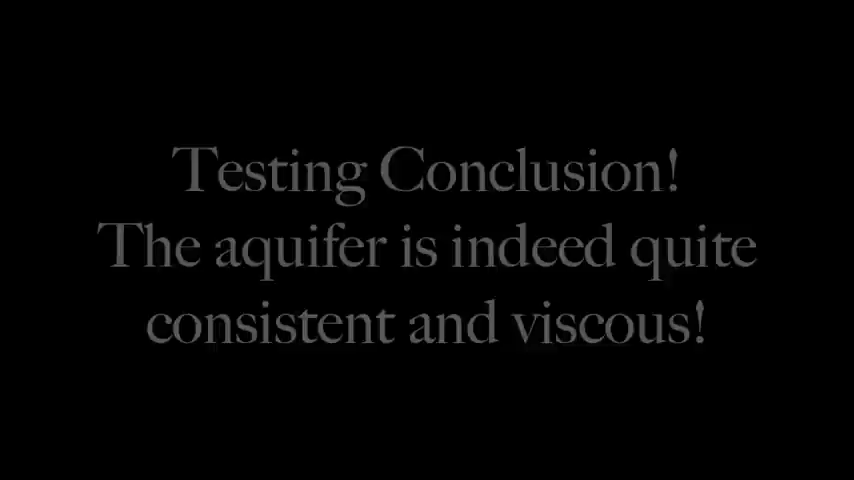 Testing Conclusion!
The aquifer is indeed quite
consistent and viscous!